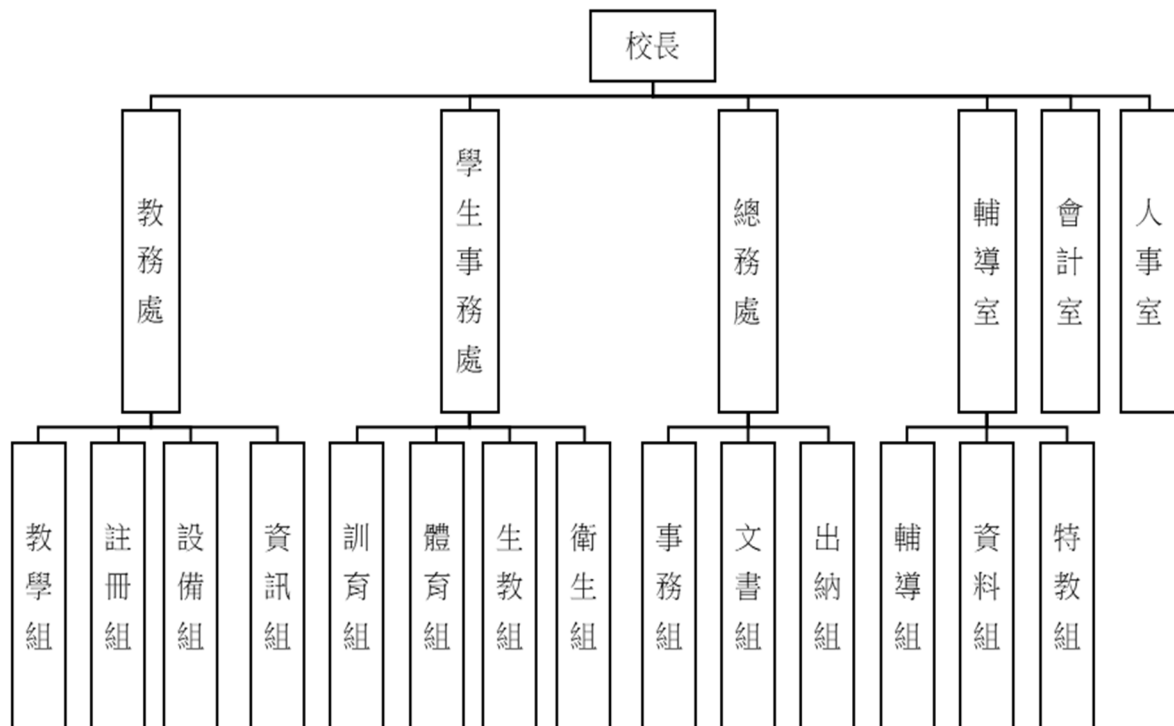 校長
教務處
學生事務處
總務處
輔導室
會計室
人事室
教學組
註冊組
設備組
資訊組
訓育組
體育組
生教組
衛生組
事務組
文書組
出納組
輔導組
資料組
特教組